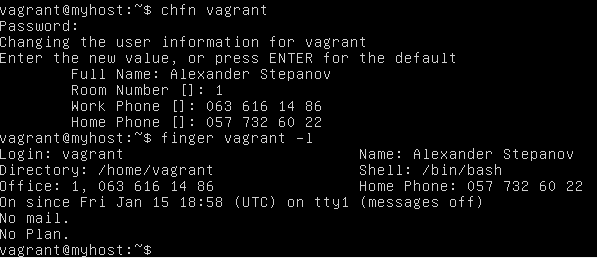 vagrant@myhost:~$ chfn vagrant
Password:
Changing the user information for vagrant
Enter the new value, or press ENTER for the default
Full Name: Alexander Stepanov
Room Number []: 1
Work Phone []: 063 616 14 86
Home Phone []: 057 732 60 22
vagrant@myhost:~$ finger vagrant -l
Login: vagrant Name: Alexander Stepanov
Directory: /home/vagrant Shell: /bin/bash
Office: 1, 063 616 14 86 Home Phone: 057 732 60 22
On since Fri Jan 15 18:58 (UTC) on tty1 (messages off)
No mail.
No Plan.
vagrant@myhost:~$